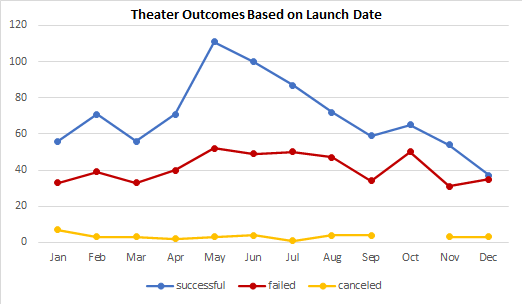 Theater Outcomes Based on Launch Date
120
100
80
60
40
20
0
Jan Feb Mar Apr May Jun Jul Aug Sep Oct Nov Dec
successful failed canceled